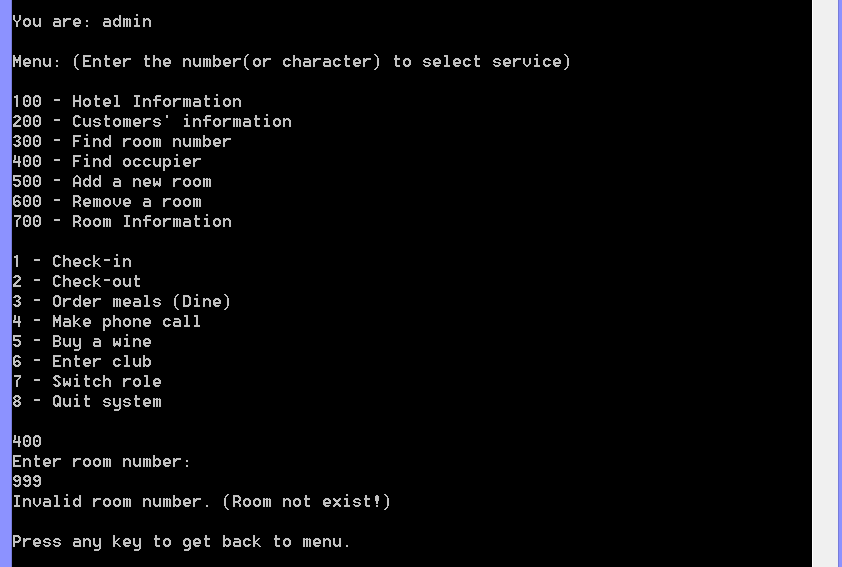 You are: admin
Menu: (Enter the number(or character) to select service)
100 - Hotel Information
200 - Customers' information
300 - Find room number
400 - Find occupier
500 - Add a new room
600 - Remove a room
700 - Room Information
1 - Check-in
2 - Check-out
3 - Order meals (Dine)
4 - Make phone call
5 - Buy a wine
6 - Enter club
7 - Switch role
8 - Quit system
400
Enter room number:
999
Invalid room number. (Room not exist!)
Press any key to get back to menu.